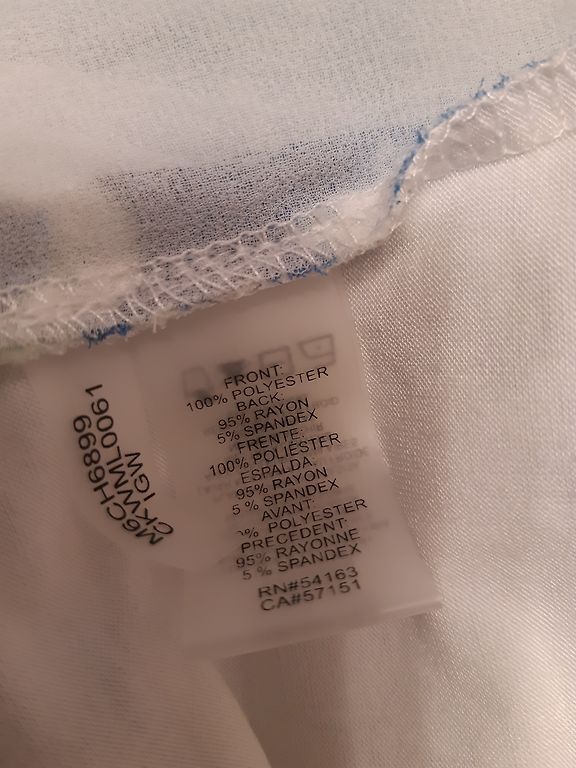 M6CH6899
CKWML0061
IGW
FRONT:
100% POLYESTER
BACK:
95% RAYON
5% SPANDEX
FRENTE:
100% POLIESTER
ESPALDA:
95% RAYON
5 % SPANDEX
AVANT:
% POLYESTER
PRECEDENT:
95% RAYONNE
5 % SPANDEX
RN#54163
CA#57151